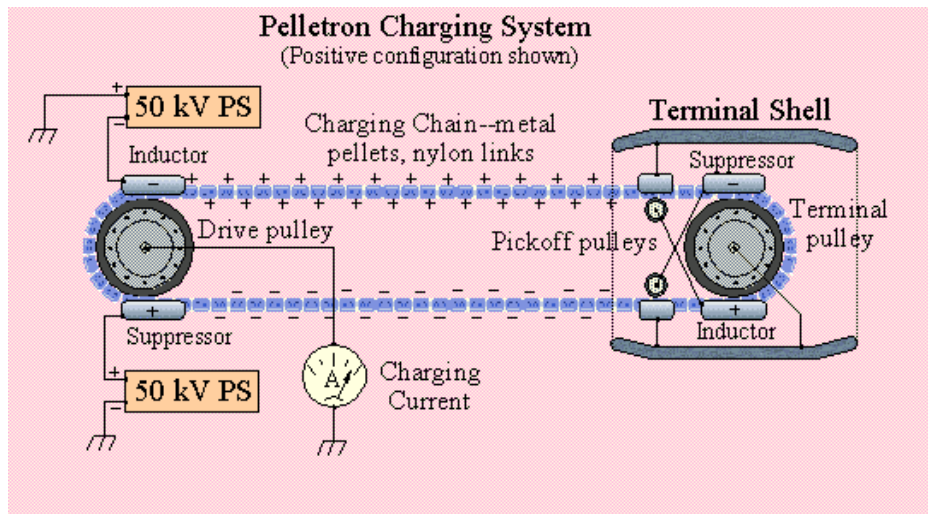 Pelletron Charging System
(Positive configuration shown)
+
50 kV PS
−
Inductor
−
Charging Chain--metal
pellets, nylon links
+ + + + + + + + +
+ + + + + + + + +
Terminal Shell
Suppressor
−
Drive pulley
Pickoff pulleys
Terminal
pulley
− − − − − − −
− − − − − − − −
+
Suppressor
+
Inductor
+
50 kV PS
−
A
Charging
Current